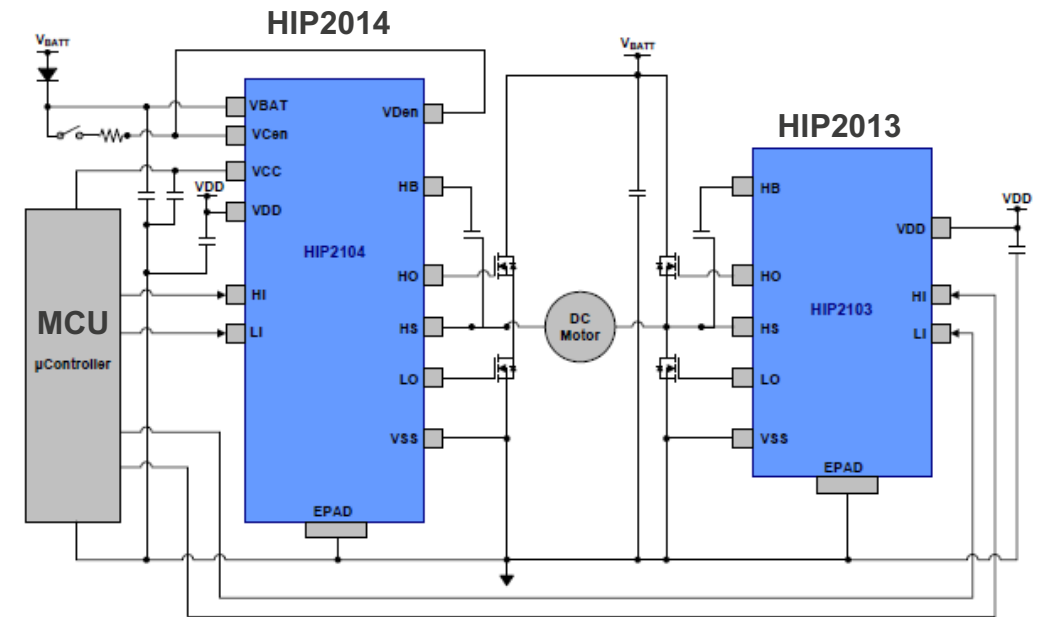 HIP2014
VBATT
VBAT
VCen
VCC
VDD
VDD
HI
LI
HIP2104
VDen
HB
HO
HS
LO
VSS
EPAD
MCU
µController
VBATT
DC
Motor
HIP2013
HB
HO
HS
LO
VSS
HIP2103
VDD
HI
LI
EPAD
VDD